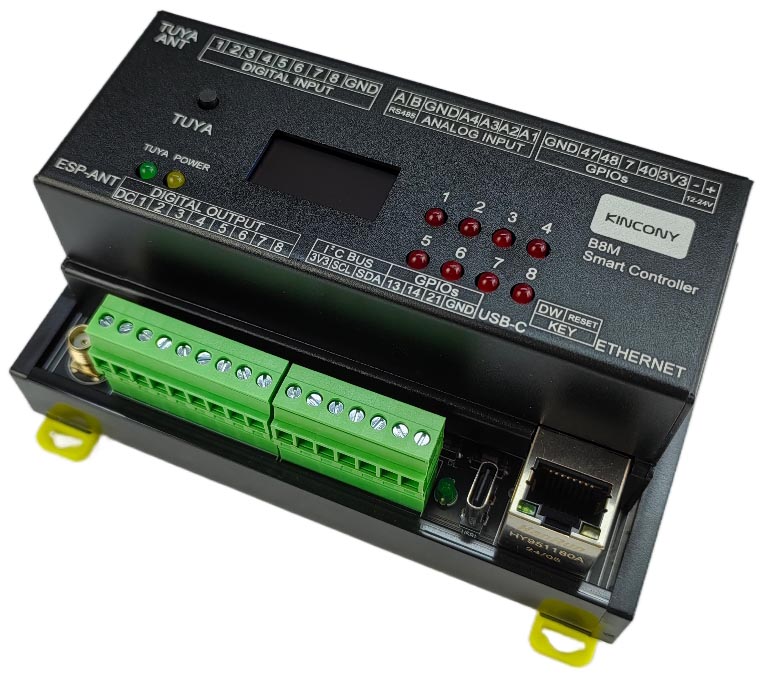 TUYA
ANT
1 2 3 4 5 6 7 8 GND
DIGITAL INPUT
A B GND A4 A3 A2 A1
RS485 ANALOG INPUT
GND 47 48 7 40 3V3 - +
GPIOs 12-24V
TUYA
TUYA POWER
ESP-ANT
DIGITAL OUTPUT
DC 1 2 3 4 5 6 7 8
1 2 3 4
5 6 7 8
KINCONY
B8M
Smart Controller
I²C BUS GPIOs
3V3 SCL SDA 13 14 21 GND
USB-C
DW RESET
KEY
ETHERNET
HY951180A
24/08